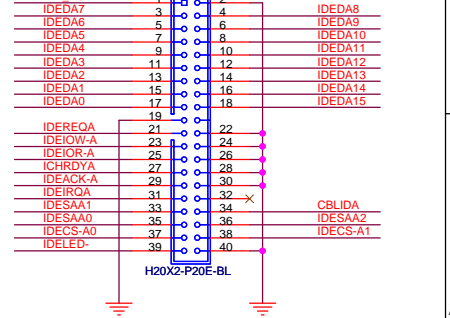 IDEDA7 3 4 IDEDA8
IDEDA6 5 6 IDEDA9
IDEDA5 7 8 IDEDA10
IDEDA4 9 10 IDEDA11
IDEDA3 11 12 IDEDA12
IDEDA2 13 14 IDEDA13
IDEDA1 15 16 IDEDA14
IDEDA0 17 18 IDEDA15
19
IDEREQA 21 22
IDEIOW-A 23 24
IDEIOR-A 25 26
ICHRDYA 27 28
IDEACK-A 29 30
IDEIRQA 31 32
IDESAA1 33 34 CBLIDA
IDESAA0 35 36 IDESAA2
IDECS-A0 37 38 IDECS-A1
IDELED- 39 40
H20X2-P20E-BL